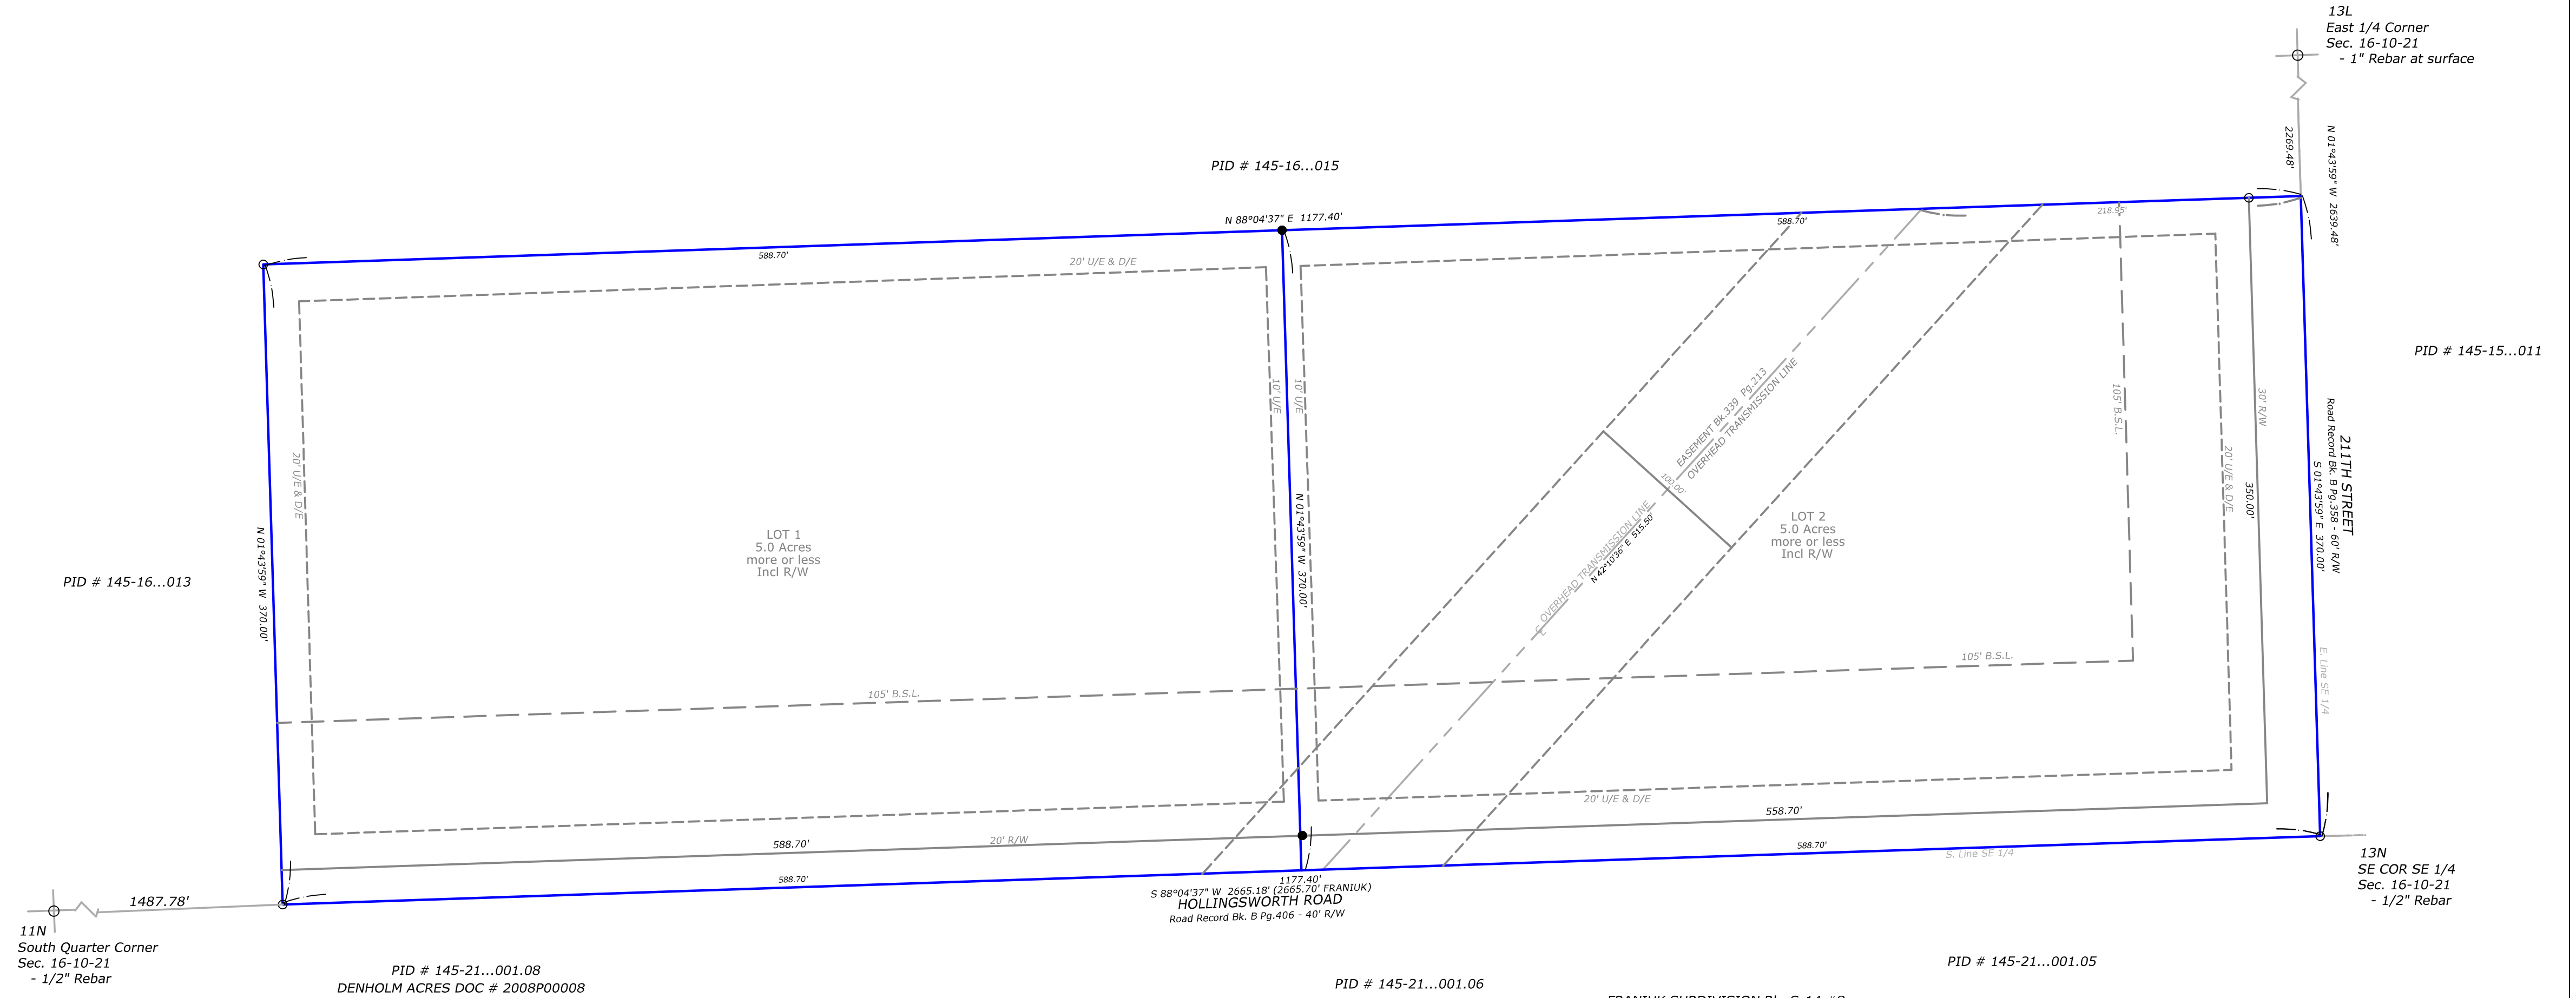 13L
East 1/4 Corner
Sec. 16-10-21
- 1" Rebar at surface
2269.48'
N 01°43'59" W  2639.48'
PID # 145-16...015
N 88°04'37" E  1177.40'
588.70'
588.70'
218.95'
20' U/E & D/E
PID # 145-15...011
10' U/E
10' U/E
EASEMENT Bk.339  Pg.213
OVERHEAD TRANSMISSION LINE
100.00'
105' B.S.L.
30' R/W
20' U/E & D/E
350.00'
211TH STREET
Road Record Bk. B Pg.358 - 60' R/W
S 01°43'59" E  370.00'
20' U/E & D/E
N 01°43'59" W  370.00'
LOT 1
5.0 Acres
more or less
Incl R/W
N 01°43'59" W  370.00'
OVERHEAD TRANSMISSION LINE
N 42°10'36" E  515.50'
LOT 2
5.0 Acres
more or less
Incl R/W
PID # 145-16...013
E. Line SE 1/4
105' B.S.L.
105' B.S.L.
20' U/E & D/E
558.70'
588.70'
20' R/W
588.70'
S. Line SE 1/4
588.70'
1177.40'
S 88°04'37" W  2665.18' (2665.70' FRANIUK)
HOLLINGSWORTH ROAD
Road Record Bk. B Pg.406 - 40' R/W
13N
SE COR SE 1/4
Sec. 16-10-21
- 1/2" Rebar
1487.78'
11N
South Quarter Corner
Sec. 16-10-21
- 1/2" Rebar
PID # 145-21...001.08
DENHOLM ACRES DOC # 2008P00008
PID # 145-21...001.06
PID # 145-21...001.05
FRANIUK SUBDIVISION